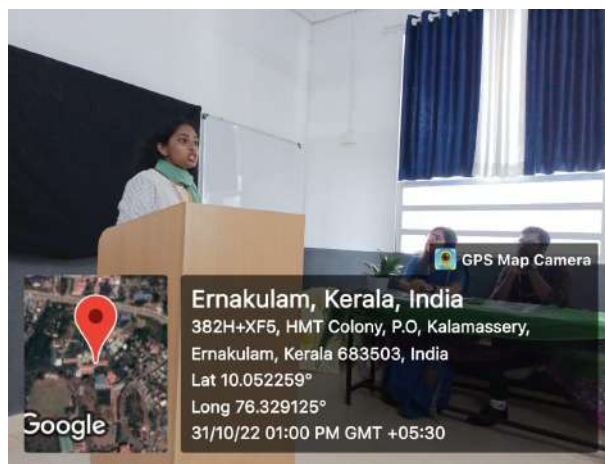 GPS Map Camera
Ernakulam, Kerala, India
382H+XF5, HMT Colony, P.O, Kalamassery,
Ernakulam, Kerala 683503, India
Lat 10.052259°
Long 76.329125°
31/10/22 01:00 PM GMT +05:30
Google